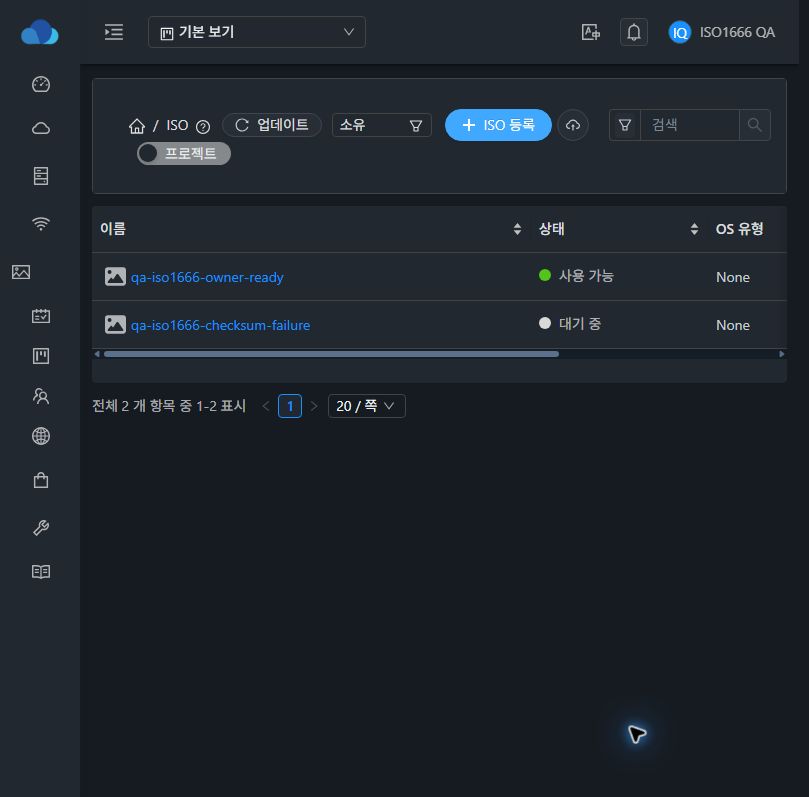 기본 보기
IQ ISO1666 QA
/ ISO 업데이트 소유 ISO 등록 검색
프로젝트
이름 상태 OS 유형
qa-iso1666-owner-ready 사용 가능 None
qa-iso1666-checksum-failure 대기 중 None
전체 2 개 항목 중 1-2 표시 < 1 > 20 / 쪽